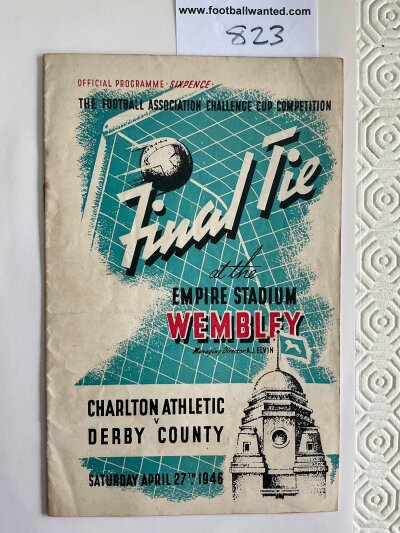 www.footballwanted.com
823
OFFICIAL PROGRAMME - SIXPENCE -
THE FOOTBALL ASSOCIATION CHALLENGE CUP COMPETITION
Final Tie
at the
EMPIRE STADIUM
WEMBLEY
Managing Director A.J. ELVIN
CHARLTON ATHLETIC
V
DERBY COUNTY
SATURDAY APRIL 27TH 1946